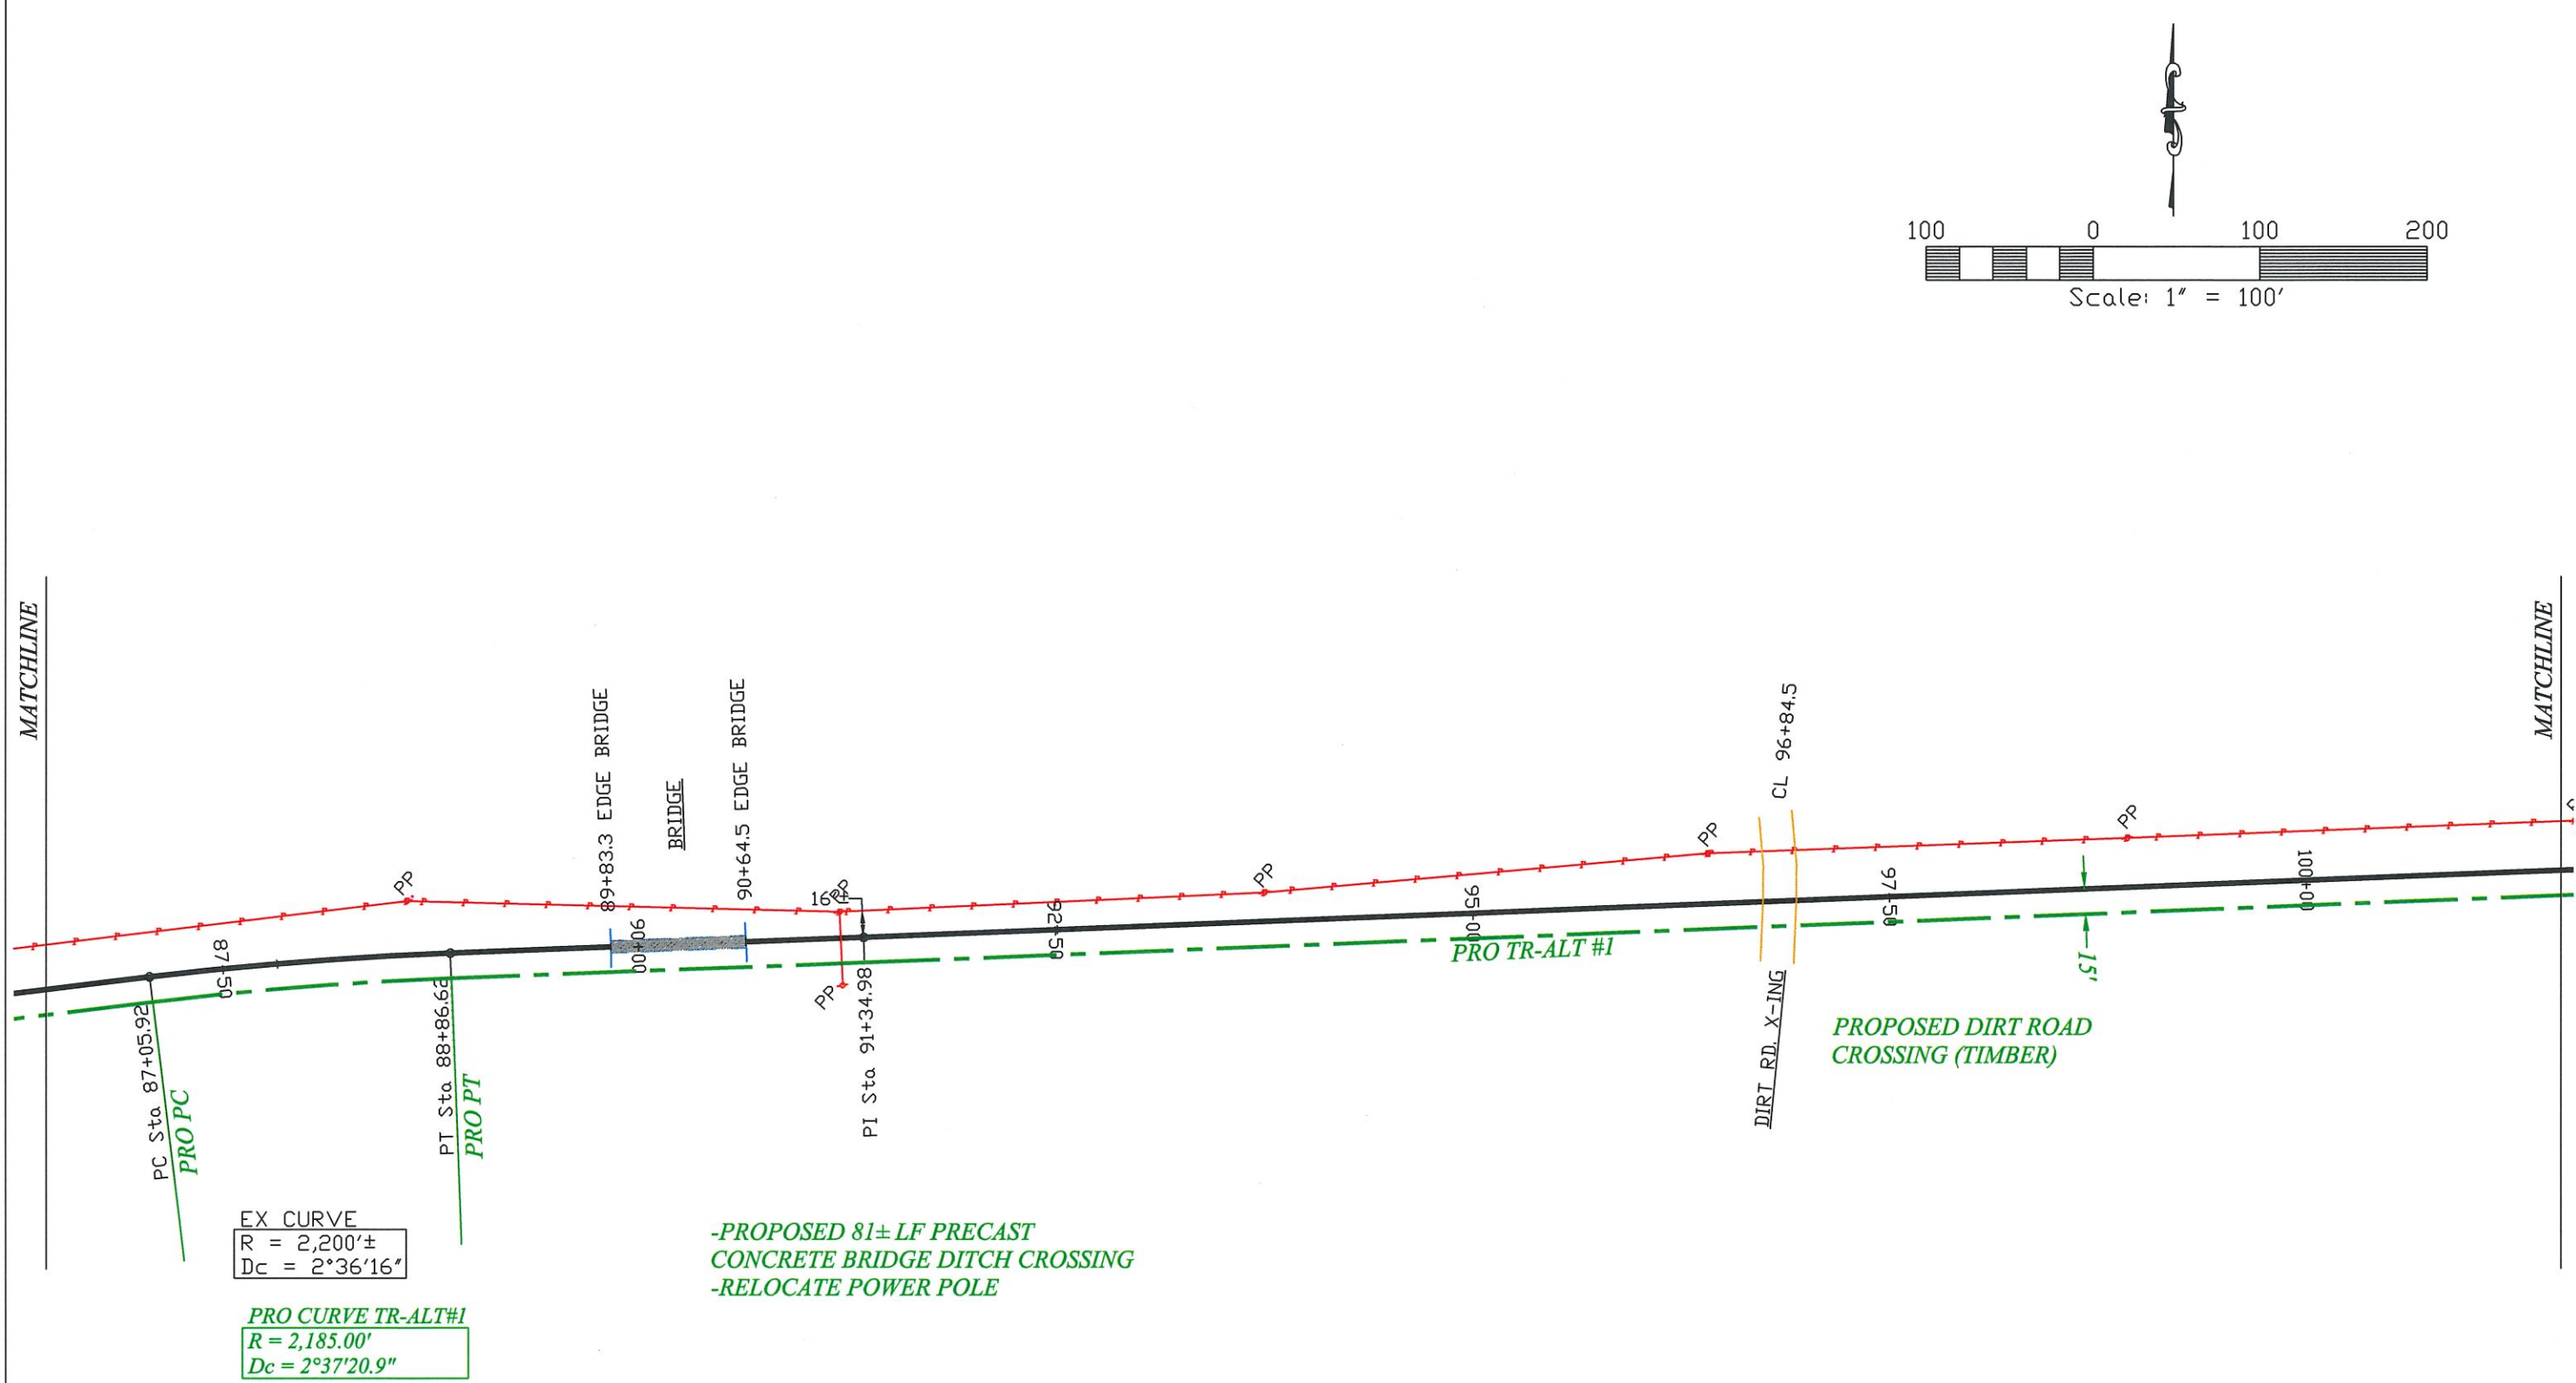 100 0 100 200
Scale: 1" = 100'
MATCHLINE
MATCHLINE
89+83.3 EDGE BRIDGE
BRIDGE
90+64.5 EDGE BRIDGE
CL 96+84.5
PP
PP
PP
PP
PP
PP
87+50
90+00
92+50
95+00
97+50
100+00
PRO TR-ALT #1
15'
PC Sta 87+05.92
PRO PC
PT Sta 88+86.62
PRO PT
PI Sta 91+34.98
DIRT RD. X-ING
PROPOSED DIRT ROAD
CROSSING (TIMBER)
EX CURVE
R = 2,200'±
Dc = 2°36'16"
-PROPOSED 81± LF PRECAST
CONCRETE BRIDGE DITCH CROSSING
-RELOCATE POWER POLE
PRO CURVE TR-ALT#1
R = 2,185.00'
Dc = 2°37'20.9"